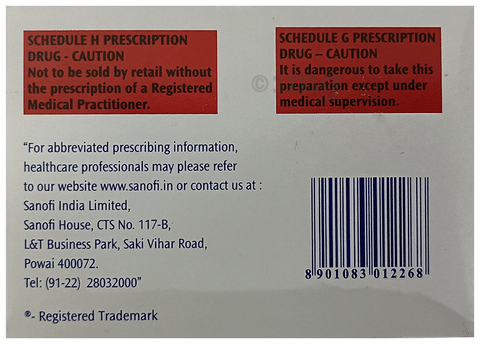 SCHEDULE H PRESCRIPTION
DRUG - CAUTION
Not to be sold by retail without
the prescription of a Registered
Medical Practitioner.
SCHEDULE G PRESCRIPTION
DRUG – CAUTION
It is dangerous to take this
preparation except under
medical supervision.
"For abbreviated prescribing information,
healthcare professionals may please refer
to our website www.sanofi.in or contact us at :
Sanofi India Limited,
Sanofi House, CTS No. 117-B,
L&T Business Park, Saki Vihar Road,
Powai 400072.
Tel: (91-22) 28032000"
®- Registered Trademark
8 901083 012268